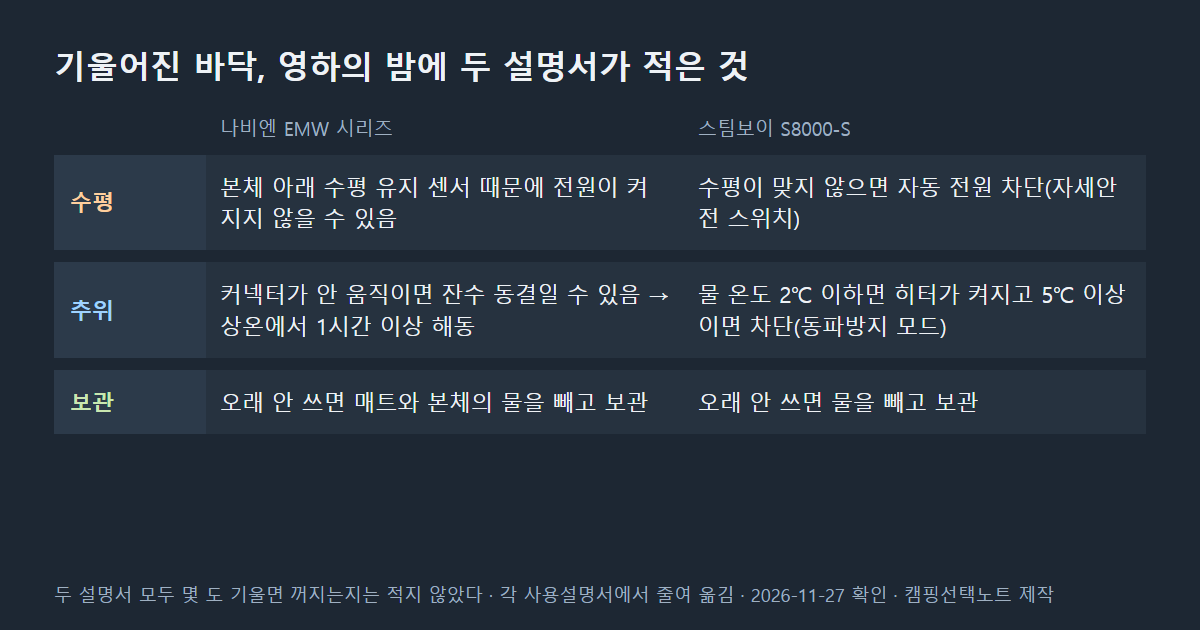 기울어진 바닥, 영하의 밤에 두 설명서가 적은 것
나비엔 EMW 시리즈
스팀보이 S8000-S
수평
본체 아래 수평 유지 센서 때문에 전원이 켜
지지 않을 수 있음
수평이 맞지 않으면 자동 전원 차단(자세안
전 스위치)
추위
커넥터가 안 움직이면 잔수 동결일 수 있음 →
상온에서 1시간 이상 해동
물 온도 2℃ 이하면 히터가 켜지고 5℃ 이상
이면 차단(동파방지 모드)
보관
오래 안 쓰면 매트와 본체의 물을 빼고 보관
오래 안 쓰면 물을 빼고 보관
두 설명서 모두 몇 도 기울면 꺼지는지는 적지 않았다 · 각 사용설명서에서 줄여 옮김 · 2026-11-27 확인 · 캠핑선택노트 제작